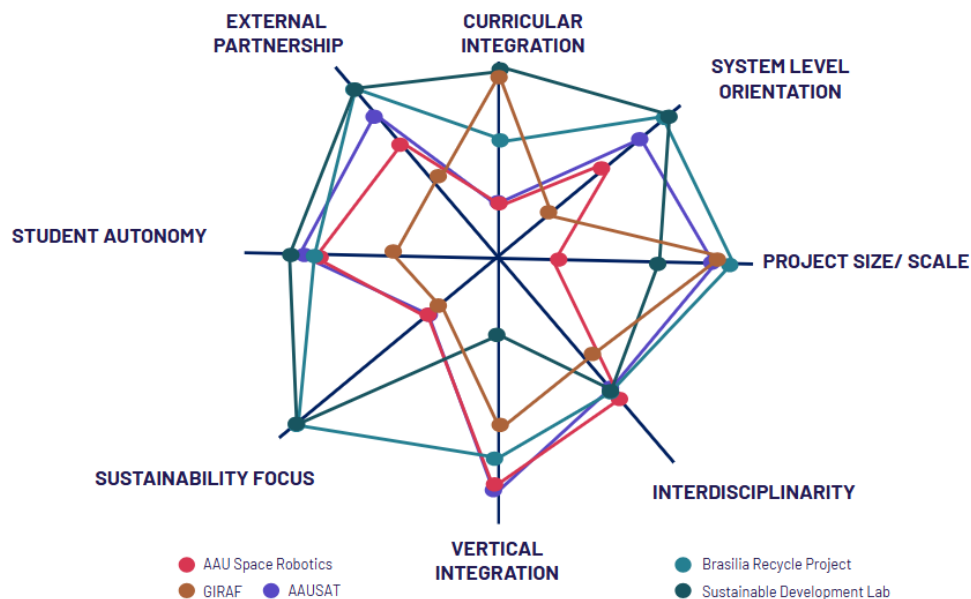 EXTERNAL
PARTNERSHIP
CURRICULAR
INTEGRATION
SYSTEM LEVEL
ORIENTATION
STUDENT AUTONOMY
PROJECT SIZE/ SCALE
SUSTAINABILITY FOCUS
INTERDISCIPLINARITY
VERTICAL
INTEGRATION
AAU Space Robotics
GIRAF
AAUSAT
Brasilia Recycle Project
Sustainable Development Lab